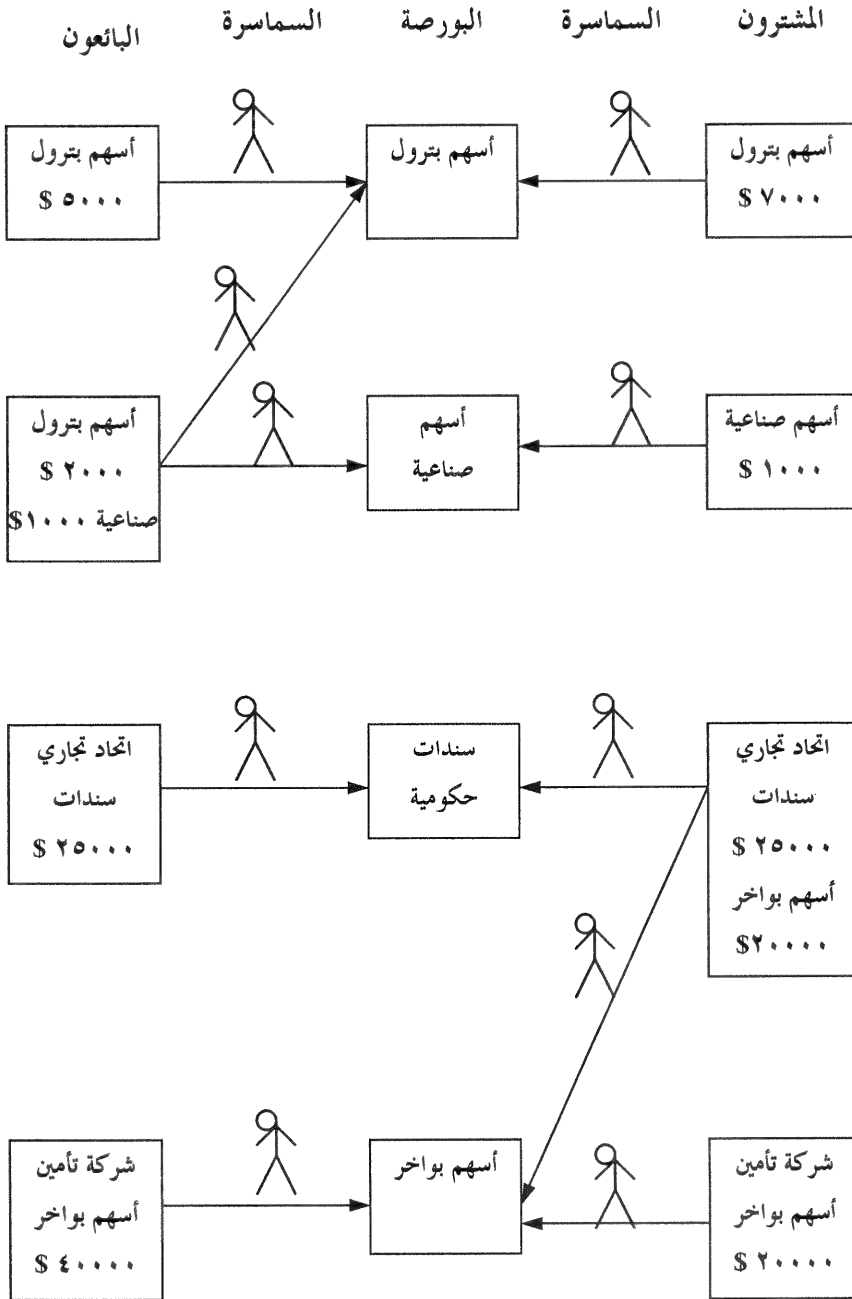 المشترون
السماسرة
البورصة
السماسرة
البائعون
أسهم بترول
٧٠٠٠ $
أسهم بترول
أسهم بترول
٥٠٠٠ $
أسهم صناعية
١٠٠٠ $
أسهم
صناعية
أسهم بترول
٢٠٠٠ $
صناعية ١٠٠٠$
اتحاد تجاري
سندات
٢٥٠٠٠ $
أسهم بواخر
٢٠٠٠٠$
سندات
حكومية
اتحاد تجاري
سندات
٢٥٠٠٠ $
شركة تأمين
أسهم بواخر
٢٠٠٠٠ $
أسهم بواخر
شركة تأمين
أسهم بواخر
٤٠٠٠٠ $